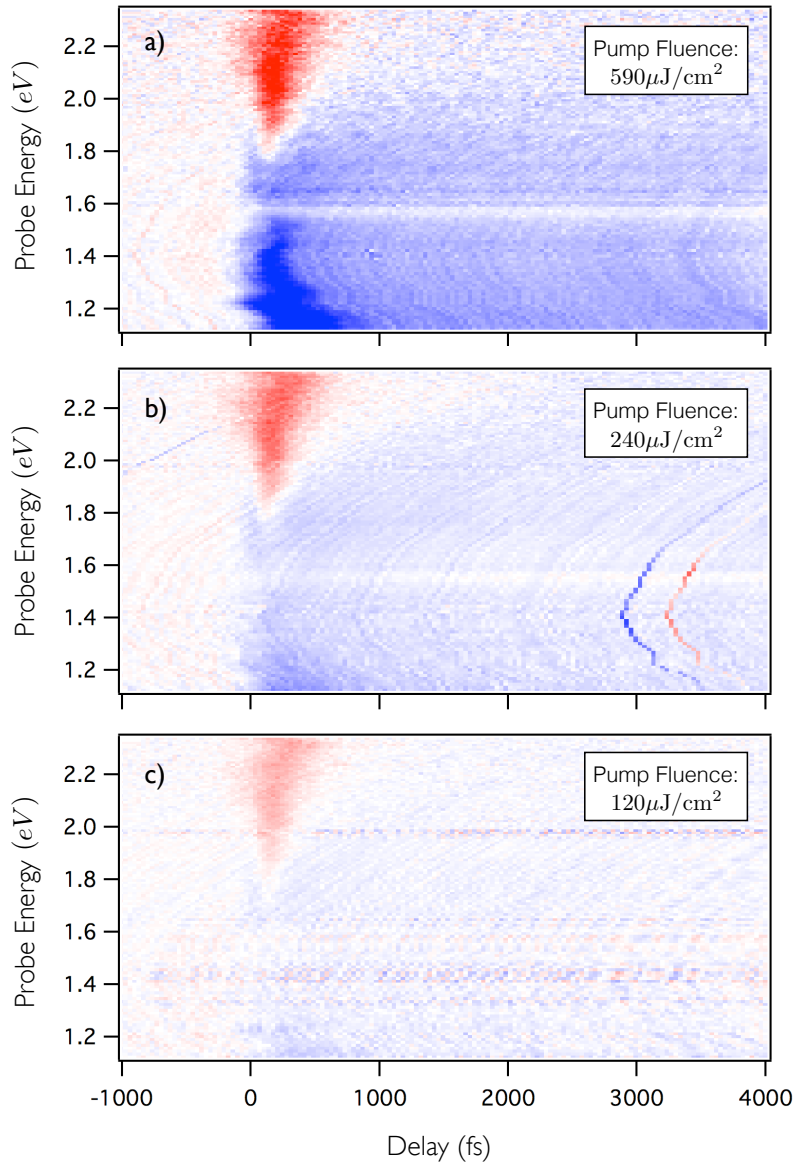 a)
Pump Fluence:
590μJ/cm²
2.2
2.0
1.8
1.6
1.4
1.2
Probe Energy (eV)
b)
Pump Fluence:
240μJ/cm²
2.2
2.0
1.8
1.6
1.4
1.2
Probe Energy (eV)
c)
Pump Fluence:
120μJ/cm²
2.2
2.0
1.8
1.6
1.4
1.2
Probe Energy (eV)
-1000 0 1000 2000 3000 4000
Delay (fs)